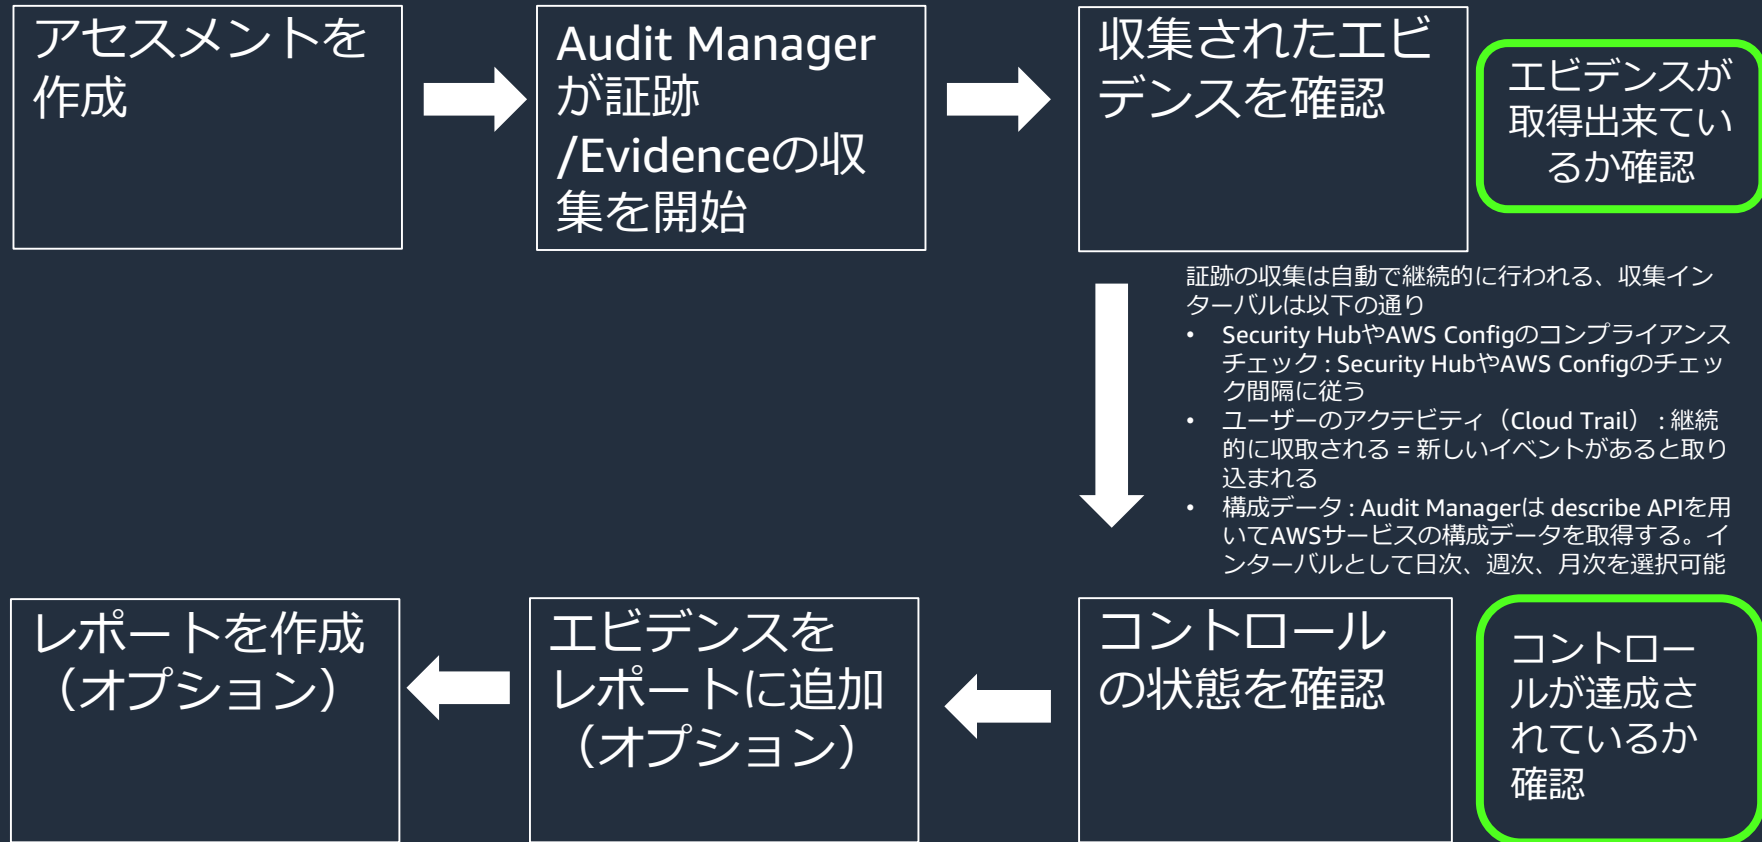 アセスメントを
作成
Audit Manager
が証跡
/Evidenceの収
集を開始
収集されたエビ
デンスを確認
エビデンスが
取得出来てい
るか確認
証跡の収集は自動で継続的に行われる、収集イン
ターバルは以下の通り
• Security HubやAWS Configのコンプライアンス
チェック : Security HubやAWS Configのチェッ
ク間隔に従う
• ユーザーのアクテビティ（Cloud Trail） : 継続
的に収取される = 新しいイベントがあると取り
込まれる
• 構成データ : Audit Managerは describe APIを用
いてAWSサービスの構成データを取得する。イ
ンターバルとして日次、週次、月次を選択可能
コントロール
の状態を確認
コントロー
ルが達成さ
れているか
確認
エビデンスを
レポートに追加
（オプション）
レポートを作成
（オプション）